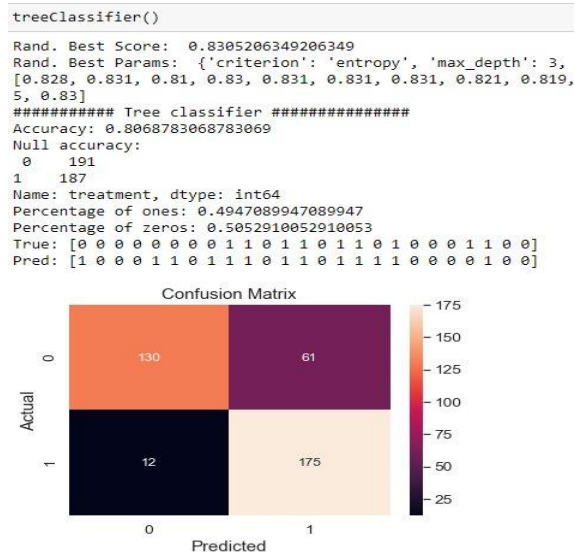 treeClassifier()
Rand. Best Score:  0.8305206349206349
Rand. Best Params:  {'criterion': 'entropy', 'max_depth': 3,
[0.828, 0.831, 0.81, 0.83, 0.831, 0.831, 0.831, 0.821, 0.819,
5, 0.83]
########### Tree classifier ###############
Accuracy: 0.8068783068783069
Null accuracy:
0    191
1    187
Name: treatment, dtype: int64
Percentage of ones: 0.4947089947089947
Percentage of zeros: 0.5052910052910053
True: [0 0 0 0 0 0 0 0 1 1 0 1 1 0 1 1 0 1 0 0 0 1 1 0 0]
Pred: [1 0 0 0 1 1 0 1 1 1 0 1 1 0 1 1 1 1 0 0 0 0 1 0 0]
Confusion Matrix
175
150
125
100
75
50
25
0
130
61
Actual
1
12
175
0
1
Predicted